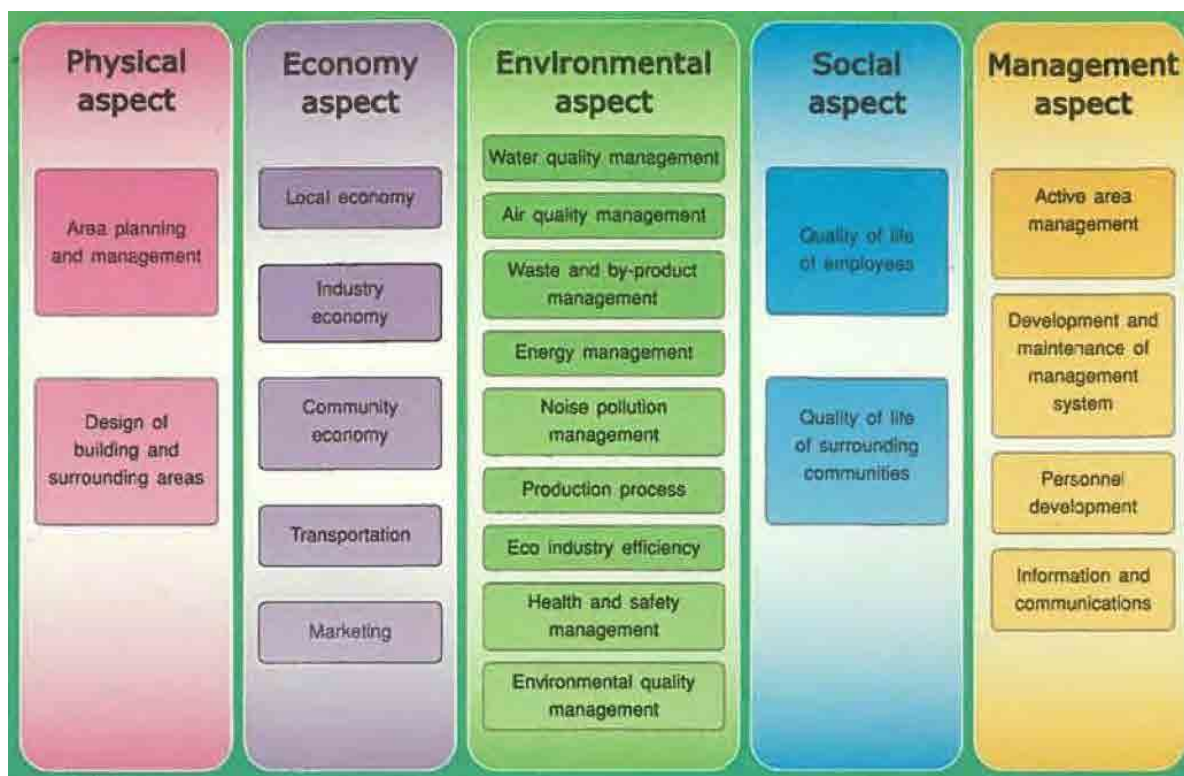 Physical
aspect
Area planning
and management
Design of
building and
surrounding areas
Economy
aspect
Local economy
Industry
economy
Community
economy
Transportation
Marketing
Environmental
aspect
Water quality management
Air quality management
Waste and by-product
management
Energy management
Noise pollution
management
Production process
Eco industry efficiency
Health and safety
management
Environmental quality
management
Social
aspect
Quality of life
of employees
Quality of life
of surrounding
communities
Management
aspect
Active area
management
Development and
maintenance of
management
system
Personnel
development
Information and
communications